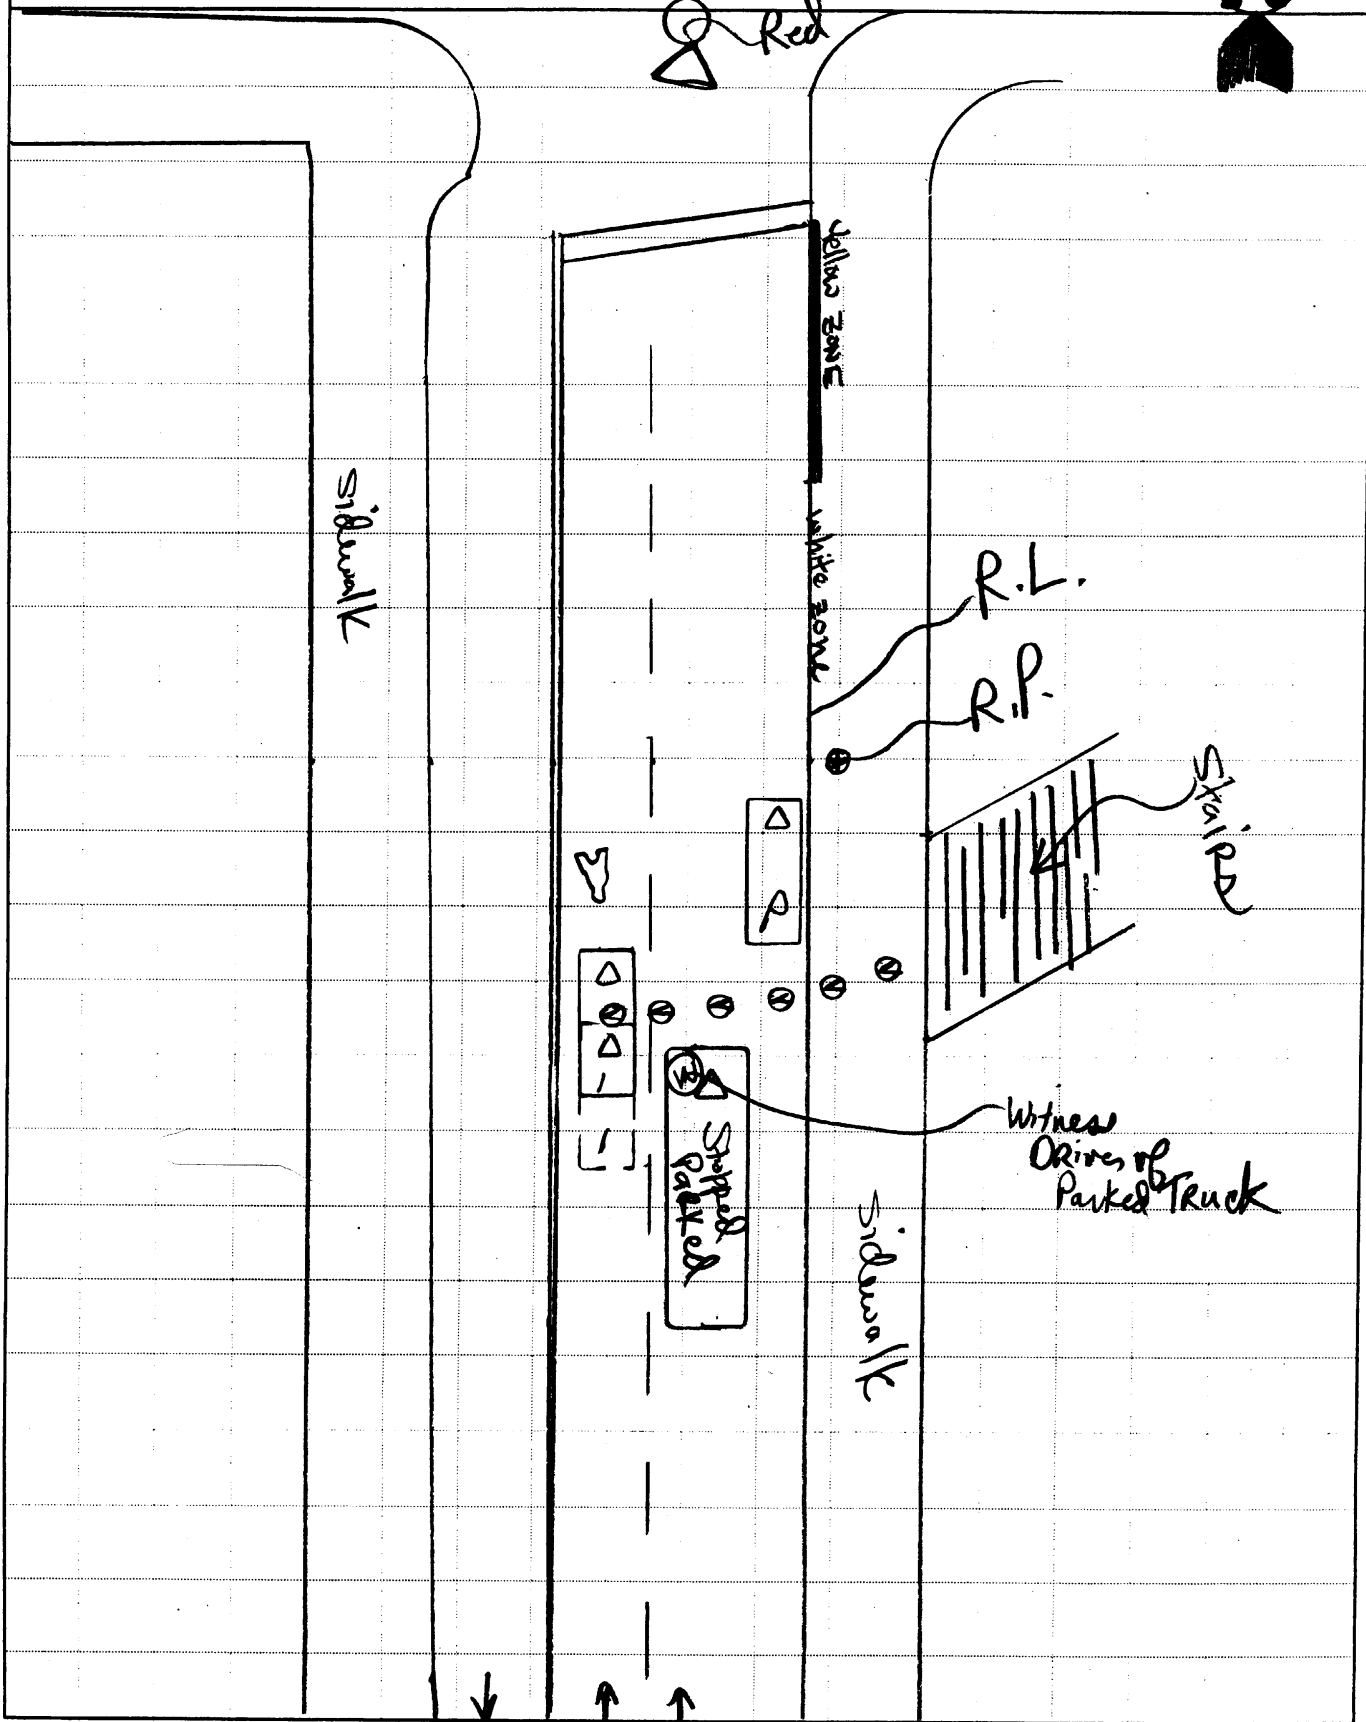 Red
Yellow ZONE
Sidewalk
white zone
R.L.
R.P.
Stairs
Witness
Driver of
Parked Truck
Stopped
Parked
Sidewalk